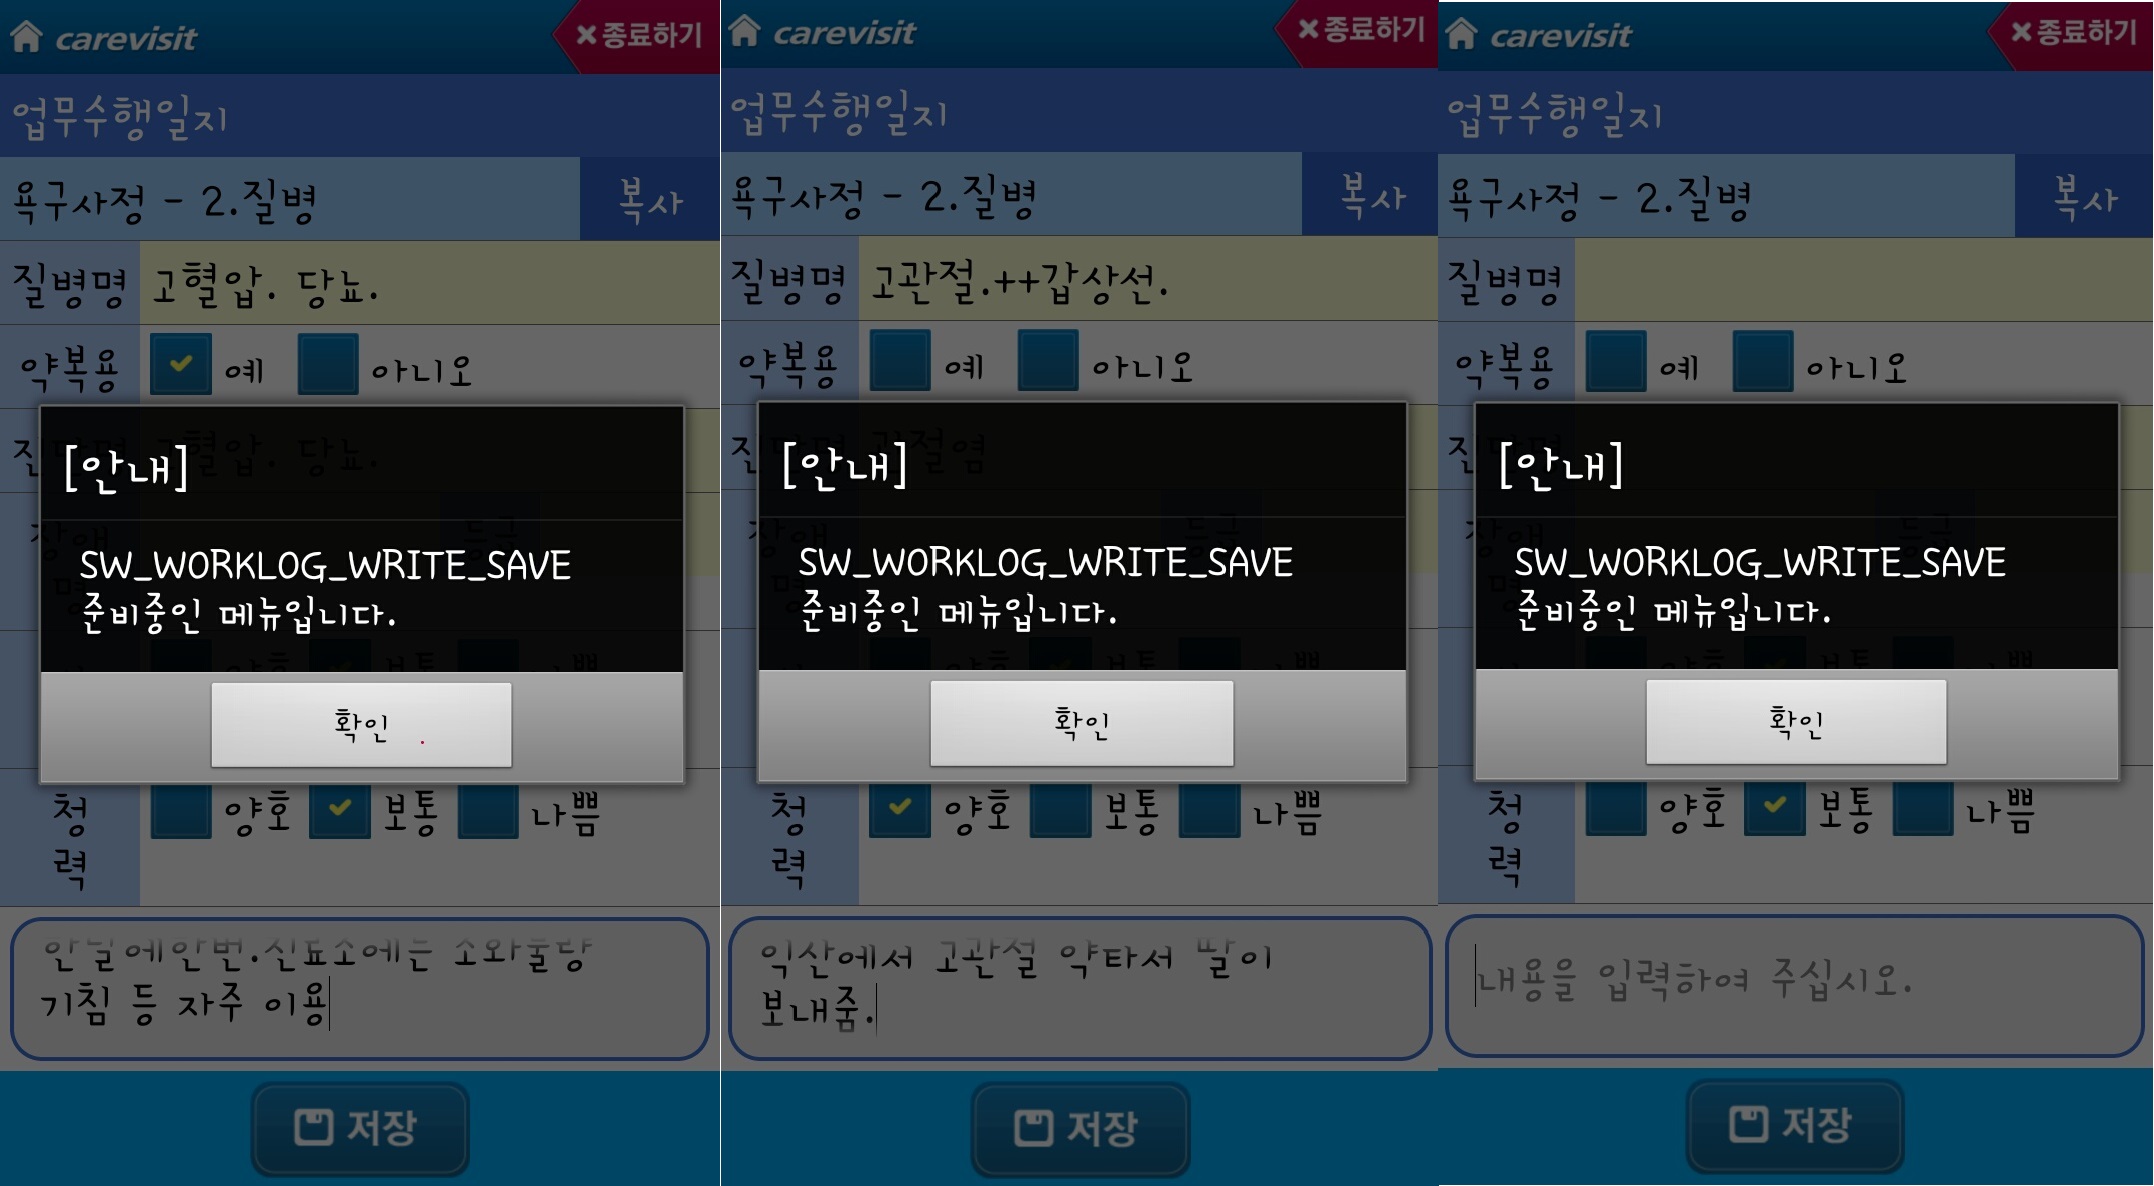 carevisit
종료하기
업무수행일지
욕구사정 - 2.질병
복사
질병명
고혈압. 당뇨.
약복용
예
아니오
[안내]
SW_WORKLOG_WRITE_SAVE
준비중인 메뉴입니다.
확인
청력
양호
보통
나쁨
한달에한번.진료소에는 소화불량
기침 등 자주 이용
저장
carevisit
종료하기
업무수행일지
욕구사정 - 2.질병
복사
질병명
고관절.++갑상선.
약복용
예
아니오
[안내]
SW_WORKLOG_WRITE_SAVE
준비중인 메뉴입니다.
확인
청력
양호
보통
나쁨
익산에서 고관절 약타서 딸이
보내줌.
저장
carevisit
종료하기
업무수행일지
욕구사정 - 2.질병
복사
질병명
약복용
예
아니오
[안내]
SW_WORKLOG_WRITE_SAVE
준비중인 메뉴입니다.
확인
청력
양호
보통
나쁨
내용을 입력하여 주십시오.
저장